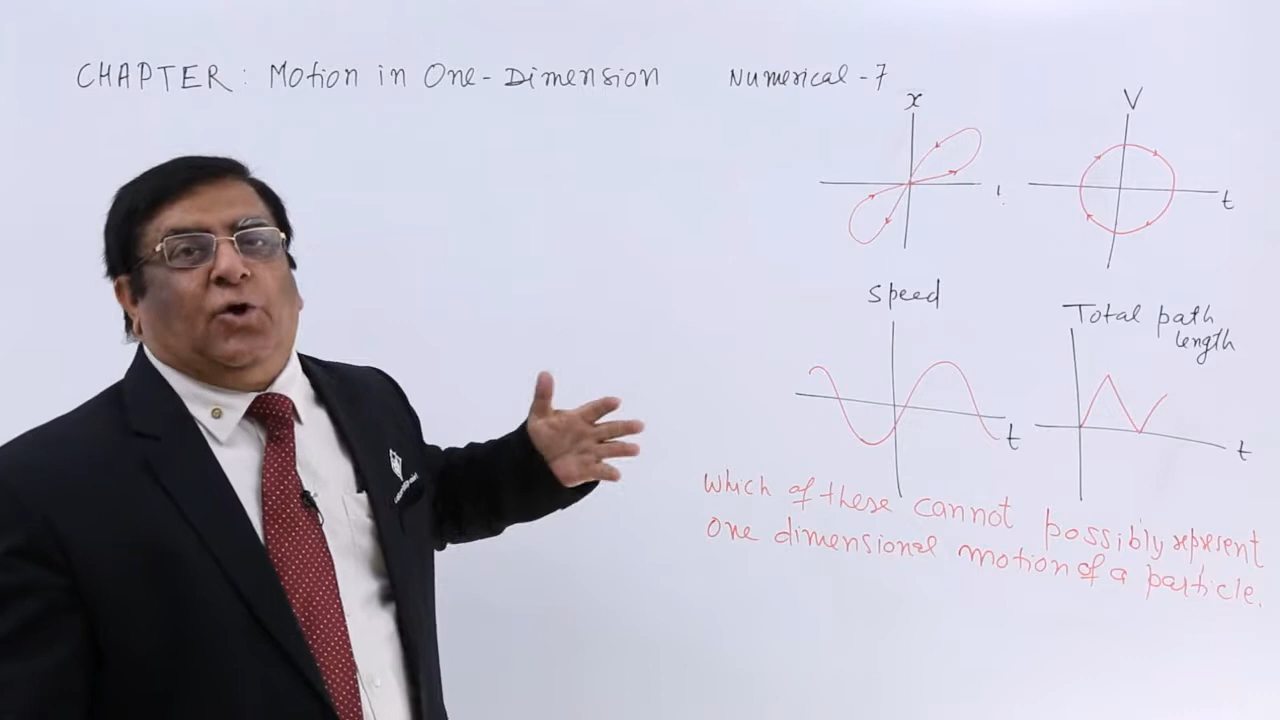 CHAPTER: Motion in One-Dimension Numerical-7
x
V
t
Speed
t
Total path
length
t
Which of these cannot possibly represent
one dimensional motion of a particle.